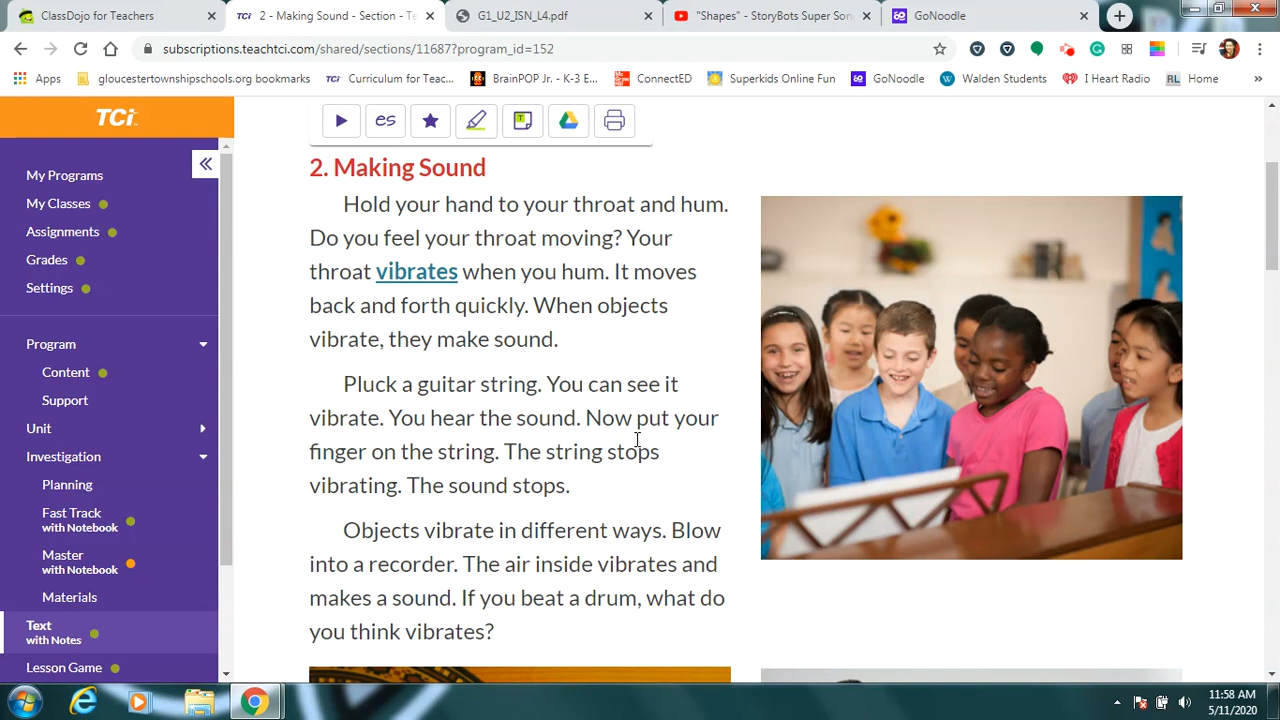 ClassDojo for Teachers
TCi 2 - Making Sound - Section - Te
G1_U2_ISN_L4.pdf
"Shapes" - StoryBots Super Son
GoNoodle
subscriptions.teachtci.com/shared/sections/11687?program_id=152
Apps
gloucestertownshipschools.org bookmarks
TCi Curriculum for Teac...
BrainPOP Jr. - K-3 E...
ConnectED
Superkids Online Fun
GoNoodle
Walden Students
I Heart Radio
RL Home
»
TCi
es
My Programs
My Classes
Assignments
Grades
Settings
Program
Content
Support
Unit
Investigation
Planning
Fast Track
with Notebook
Master
with Notebook
Materials
Text
with Notes
Lesson Game
2. Making Sound
Hold your hand to your throat and hum.
Do you feel your throat moving? Your
throat vibrates when you hum. It moves
back and forth quickly. When objects
vibrate, they make sound.
Pluck a guitar string. You can see it
vibrate. You hear the sound. Now put your
finger on the string. The string stops
vibrating. The sound stops.
Objects vibrate in different ways. Blow
into a recorder. The air inside vibrates and
makes a sound. If you beat a drum, what do
you think vibrates?
11:58 AM
5/11/2020